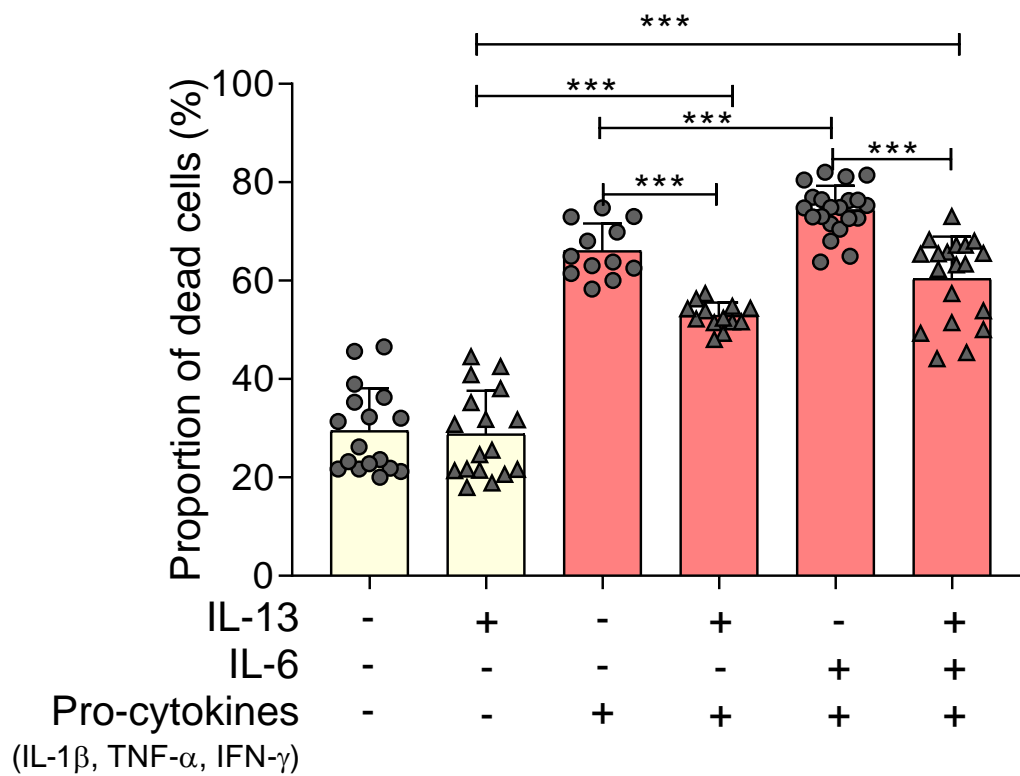 ***
***
***
***
***
Proportion of dead cells (%)
100
80
60
40
20
0
IL-13 - + - + - +
IL-6 - - - - + +
Pro-cytokines - - + + + +
(IL-1β, TNF-α, IFN-γ)